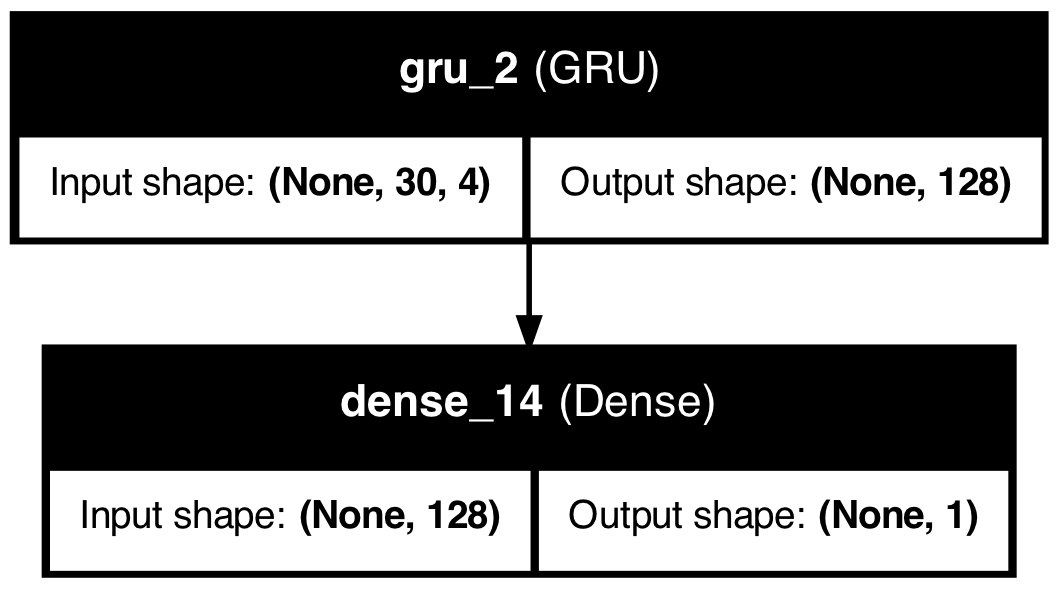 gru_2 (GRU)
Input shape: (None, 30, 4) Output shape: (None, 128)
dense_14 (Dense)
Input shape: (None, 128) Output shape: (None, 1)